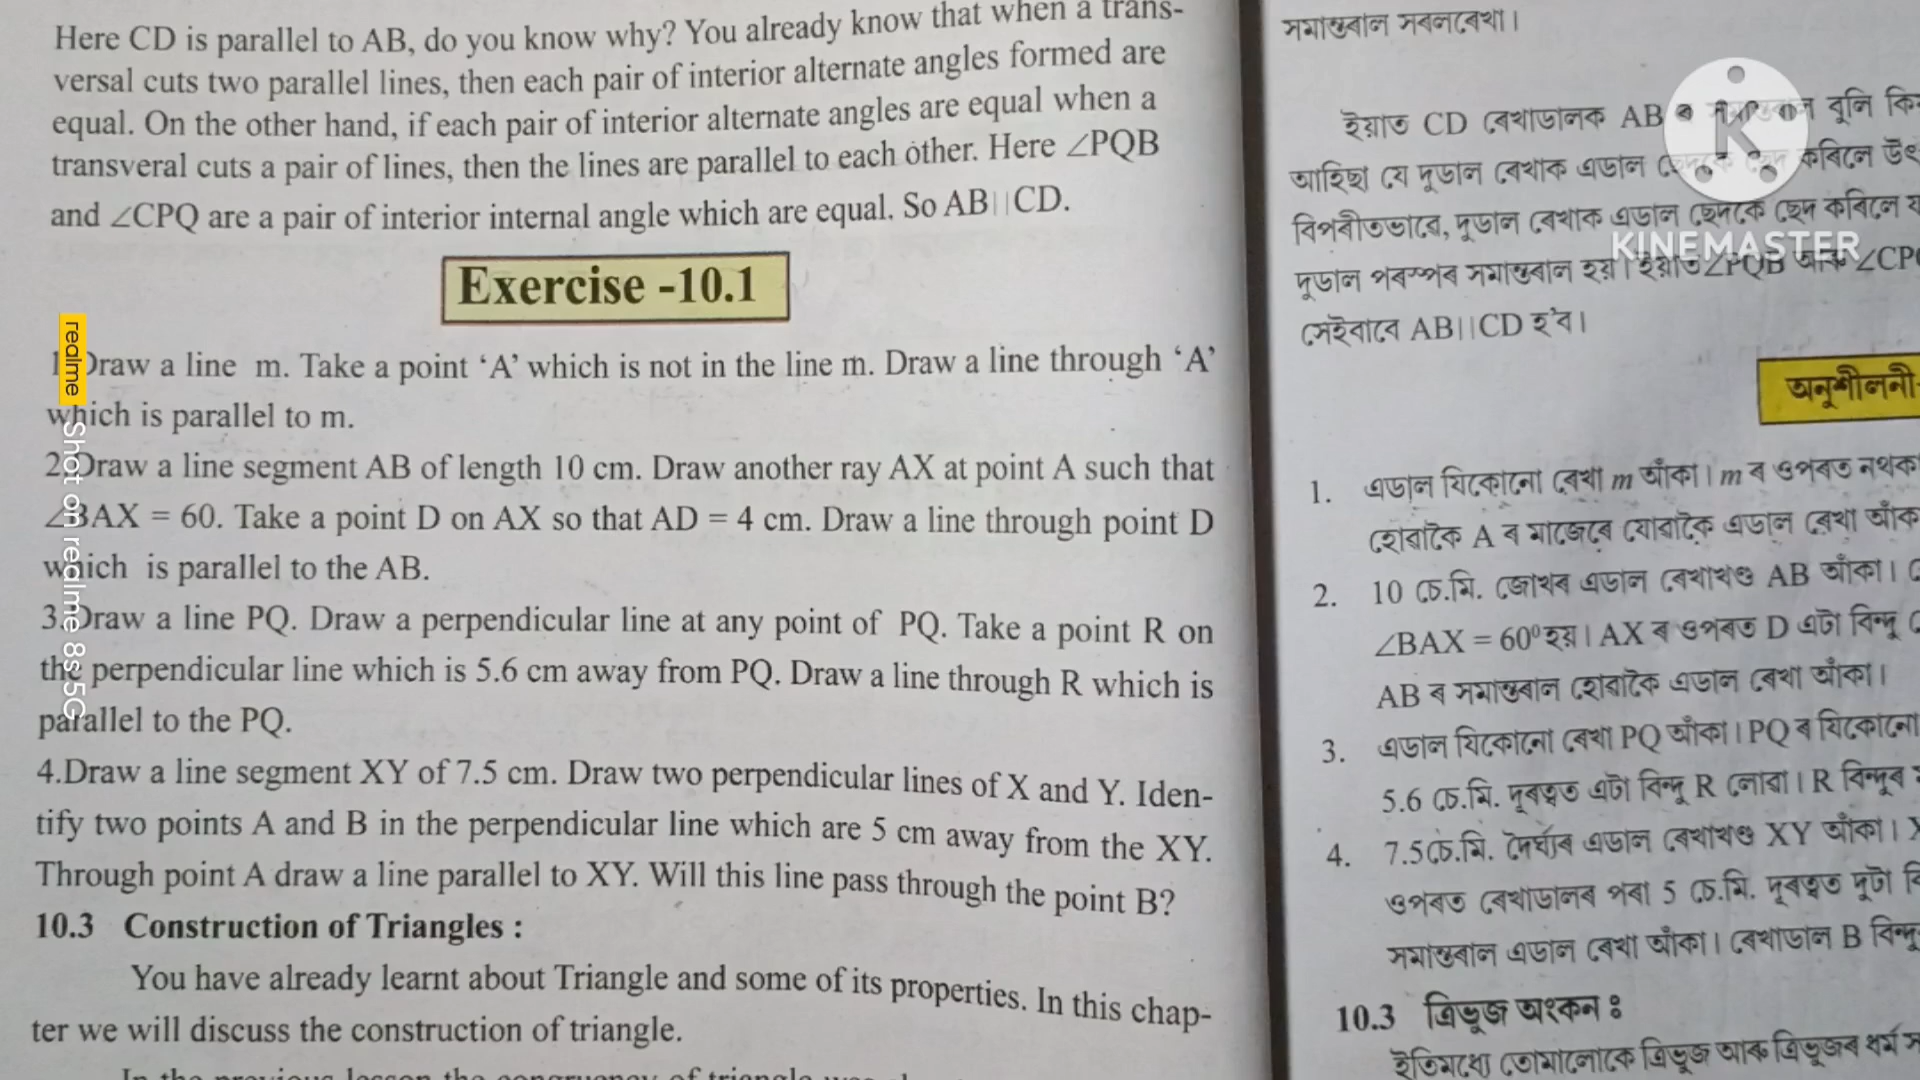 Here CD is parallel to AB, do you know why? You already know that when a trans-
versal cuts two parallel lines, then each pair of interior alternate angles formed are
equal. On the other hand, if each pair of interior alternate angles are equal when a
transveral cuts a pair of lines, then the lines are parallel to each other. Here ∠PQB
and ∠CPQ are a pair of interior internal angle which are equal. So AB||CD.
Exercise -10.1
Draw a line m. Take a point ‘A’ which is not in the line m. Draw a line through ‘A’
which is parallel to m.
2.Draw a line segment AB of length 10 cm. Draw another ray AX at point A such that
∠BAX = 60. Take a point D on AX so that AD = 4 cm. Draw a line through point D
which is parallel to the AB.
3.Draw a line PQ. Draw a perpendicular line at any point of PQ. Take a point R on
the perpendicular line which is 5.6 cm away from PQ. Draw a line through R which is
parallel to the PQ.
4.Draw a line segment XY of 7.5 cm. Draw two perpendicular lines of X and Y. Iden-
tify two points A and B in the perpendicular line which are 5 cm away from the XY.
Through point A draw a line parallel to XY. Will this line pass through the point B?
10.3 Construction of Triangles :
You have already learnt about Triangle and some of its properties. In this chap-
ter we will discuss the construction of triangle.
realme Shot on realme 8s 5G
সমান্তৰাল সৰলৰেখা।
ইয়াত CD ৰেখাডালক AB ৰ সমান্তৰাল বুলি
আহিছা যে দুডাল ৰেখাক এডাল ছেদকে ছেদ কৰিলে
বিপৰীতভাৱে, দুডাল ৰেখাক এডাল ছেদকে ছেদ কৰিলে
দুডাল পৰস্পৰ সমান্তৰাল হয়। ইয়াত ∠PQB আৰু
সেইবাবে AB||CD হ’ব।
অনুশীলনী-
1. এডাল যিকোনো ৰেখা m আঁকা। m ৰ ওপৰত
হোৱাকৈ A ৰ মাজেৰে যোৱাকৈ এডাল ৰেখা
2. 10 চে.মি. জোখৰ এডাল ৰেখাখণ্ড AB আঁকা।
∠BAX = 60⁰ হয়। AX ৰ ওপৰত D এটা বিন্দু
AB ৰ সমান্তৰাল হোৱাকৈ এডাল ৰেখা আঁকা।
3. এডাল যিকোনো ৰেখা PQ আঁকা। PQ ৰ যিকোনো
5.6 চে.মি. দূৰত্বত এটা বিন্দু R লোৱা। R বিন্দুৰ
4. 7.5চে.মি. দৈৰ্ঘ্যৰ এডাল ৰেখাখণ্ড XY আঁকা।
ওপৰত ৰেখাডালৰ পৰা 5 চে.মি. দূৰত্বত দুটা
সমান্তৰাল এডাল ৰেখা আঁকা। ৰেখাডাল B
10.3 ত্ৰিভূজ অংকন ঃ
ইতিমধ্যে তোমালোকে ত্ৰিভূজ আৰু ত্ৰিভূজৰ ধৰ্ম
K
KINEMASTER